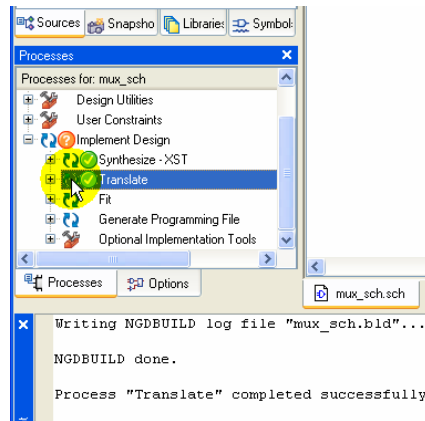 Sources Snapsho Libraries Symbol
Processes
Processes for: mux_sch
Design Utilities
User Constraints
Implement Design
Synthesize - XST
Translate
Fit
Generate Programming File
Optional Implementation Tools
Processes Options
mux_sch.sch
Writing NGDBUILD log file "mux_sch.bld"...
NGDBUILD done.
Process "Translate" completed successfully